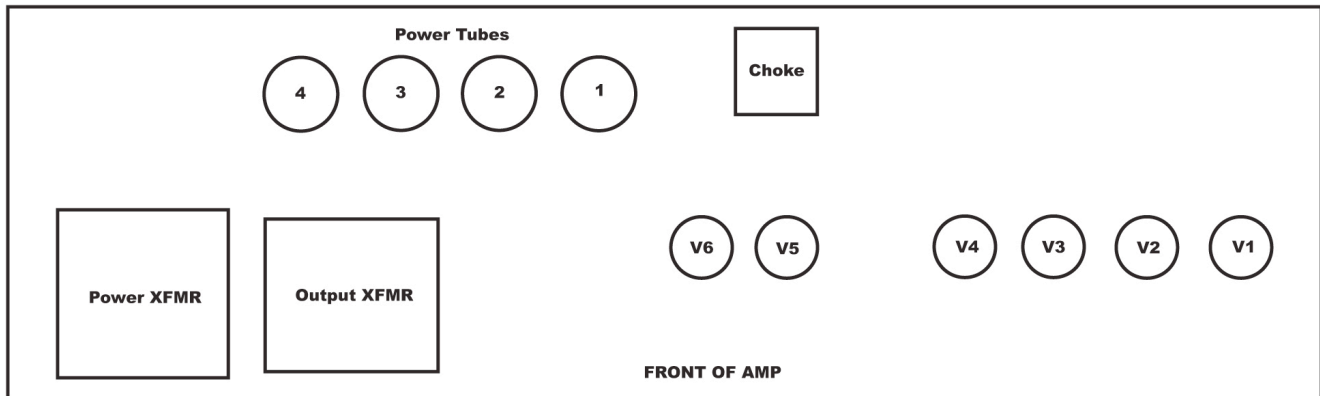 Power Tubes
Choke
4 3 2 1
V6 V5 V4 V3 V2 V1
Power XFMR
Output XFMR
FRONT OF AMP